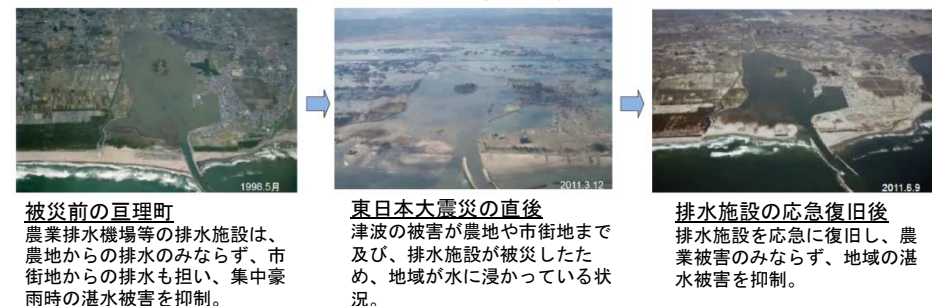 1998.5月
2011.3.12
2011.6.9
被災前の亘理町
農業排水機場等の排水施設は、
農地からの排水のみならず、市
街地からの排水も担い、集中豪
雨時の湛水被害を抑制。
東日本大震災の直後
津波の被害が農地や市街地まで
及び、排水施設が被災したた
め、地域が水に浸かっている状
況。
排水施設の応急復旧後
排水施設を応急に復旧し、農
業被害のみならず、地域の湛
水被害を抑制。